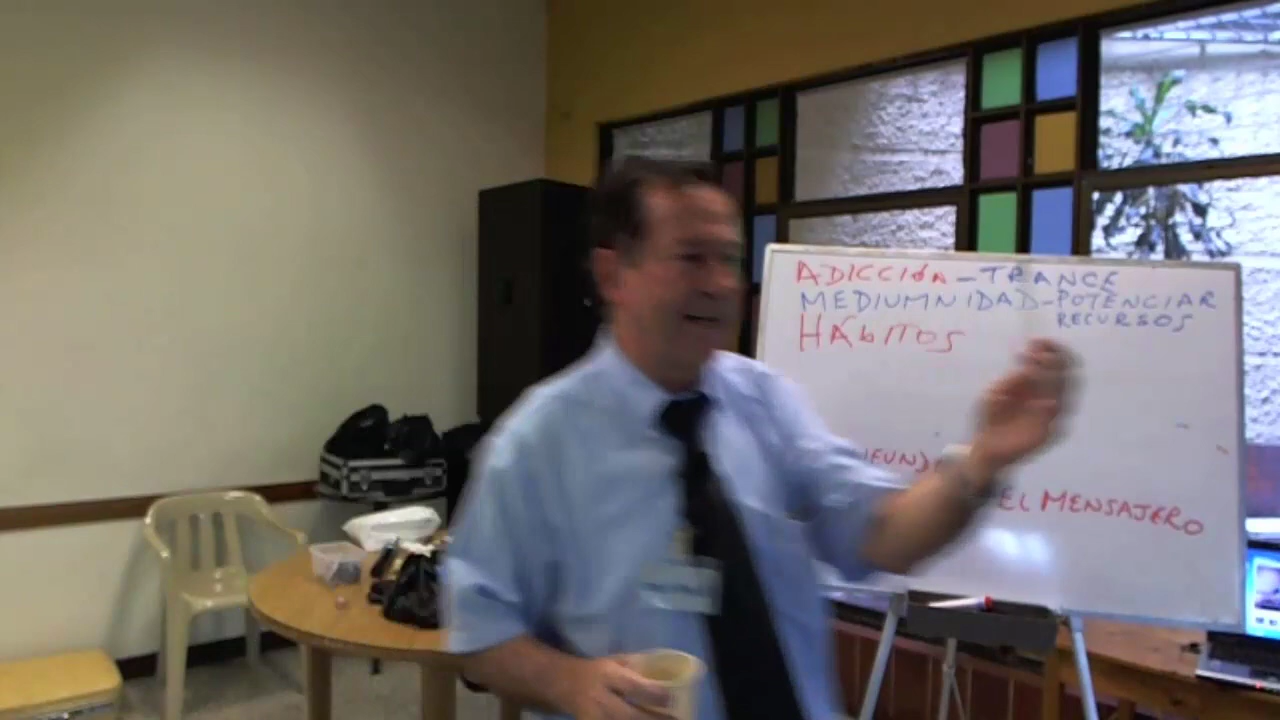 ADICCIÓN-TRANCE
MEDIUMNIDAD-POTENCIAR
RECURSOS
HÁBITOS
EL MENSAJERO